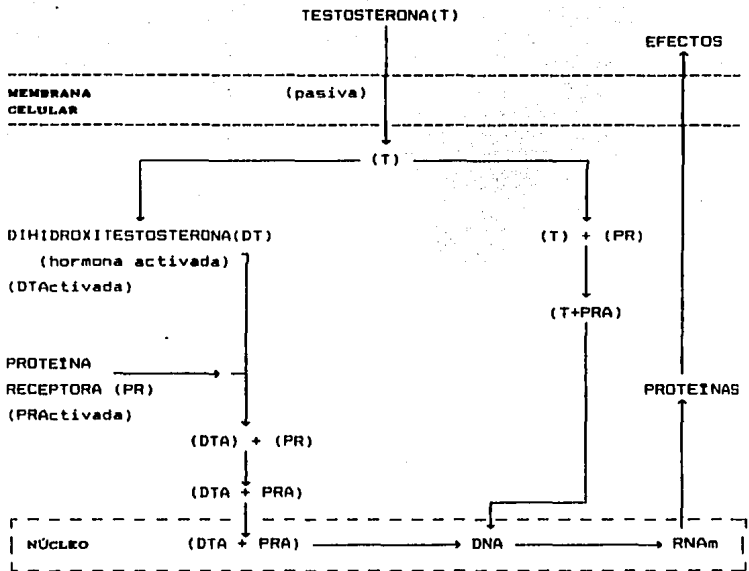 TESTOSTERONA(T)
EFECTOS
MEMBRANA
CELULAR
(pasiva)
(T)
DIHIDROXITESTOSTERONA(DT)
(hormona activada)
(DTActivada)
(T) + (PR)
(T+PRA)
PROTEÍNA
RECEPTORA (PR)
(PRActivada)
PROTEINAS
(DTA) + (PR)
(DTA + PRA)
NÚCLEO
(DTA + PRA)
DNA
RNAm